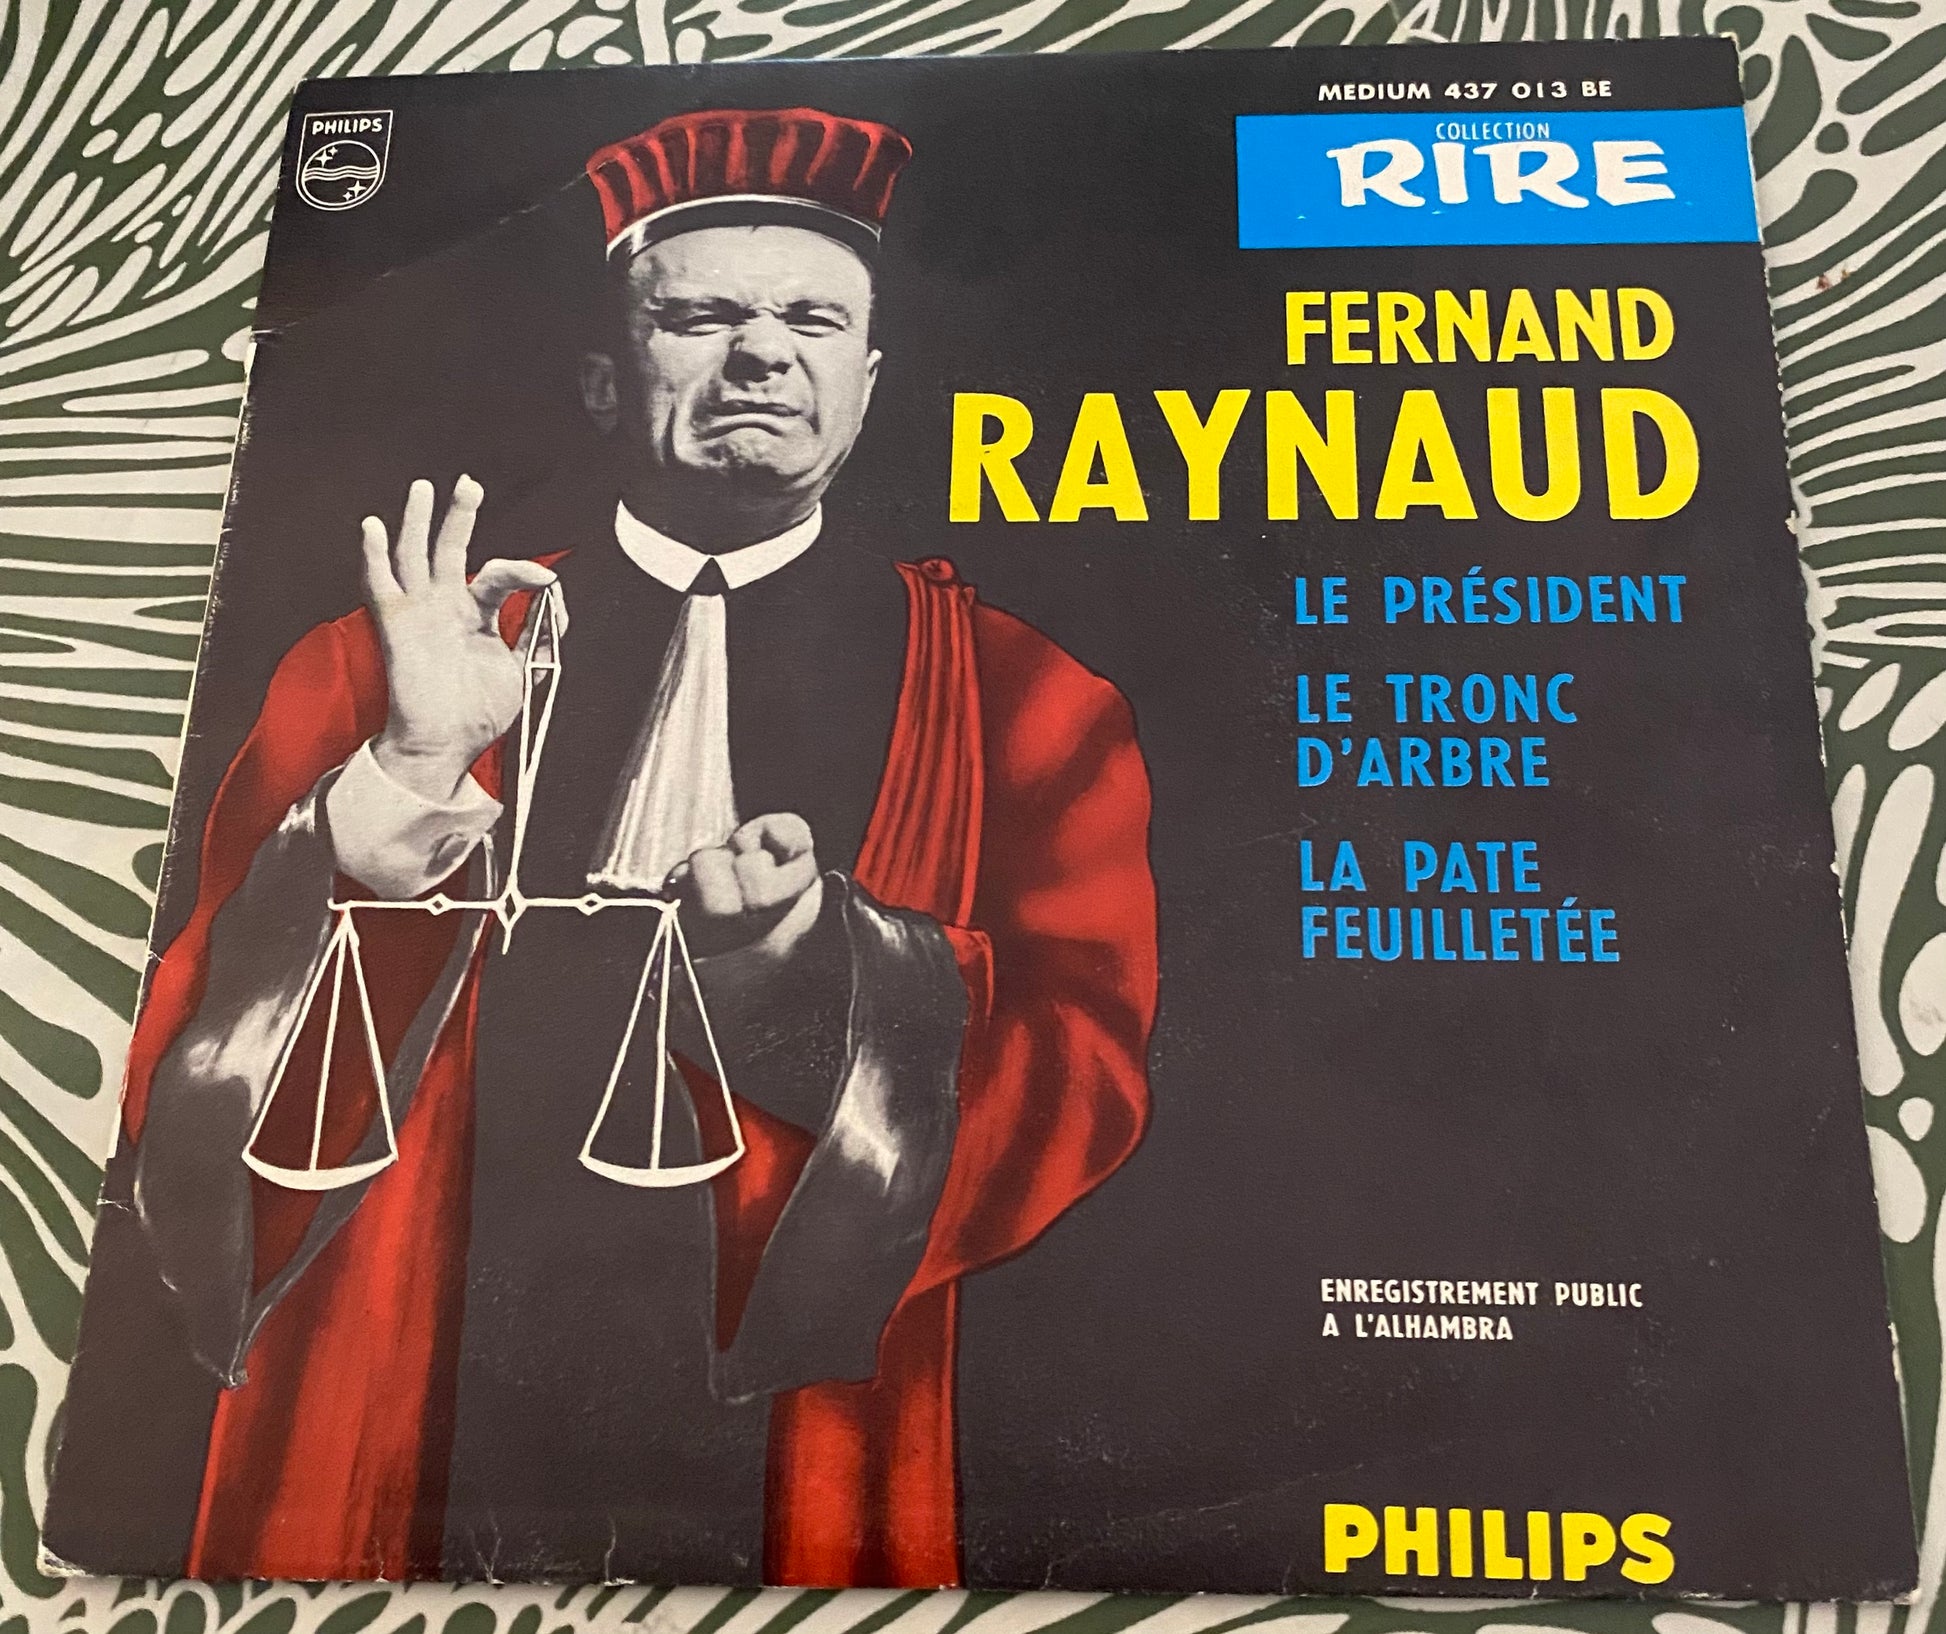 PHILIPS
MEDIUM 437 013 BE
COLLECTION
RIRE
FERNAND
RAYNAUD
LE PRÉSIDENT
LE TRONC
D'ARBRE
LA PATE
FEUILLETÉE
ENREGISTREMENT PUBLIC
A L'ALHAMBRA
PHILIPS